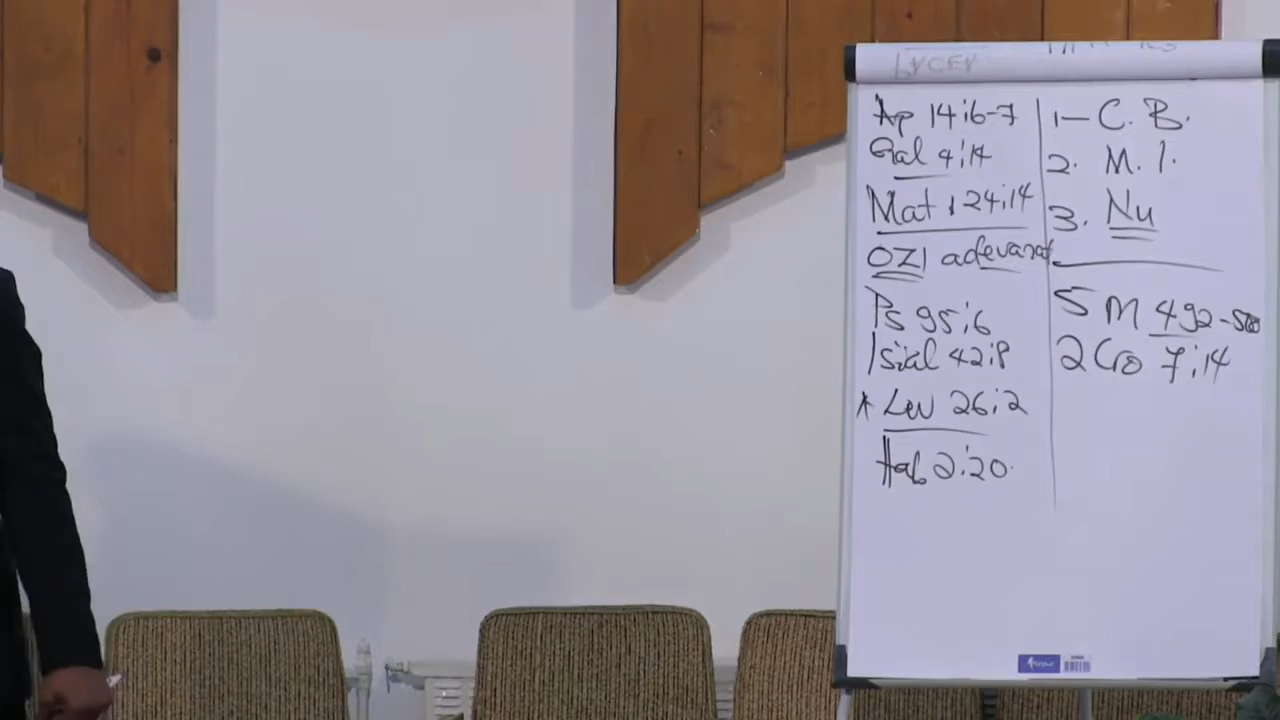 Ap 14:6-7
Gal 4:14
Mat 24:14
OZI adevarat
Ps 95:6
Isial 42:8
* Lev 26:2
Hab 2:20
1- C. B.
2. M. I.
3. Nu
5 M 492-500
2 Cro 7:14